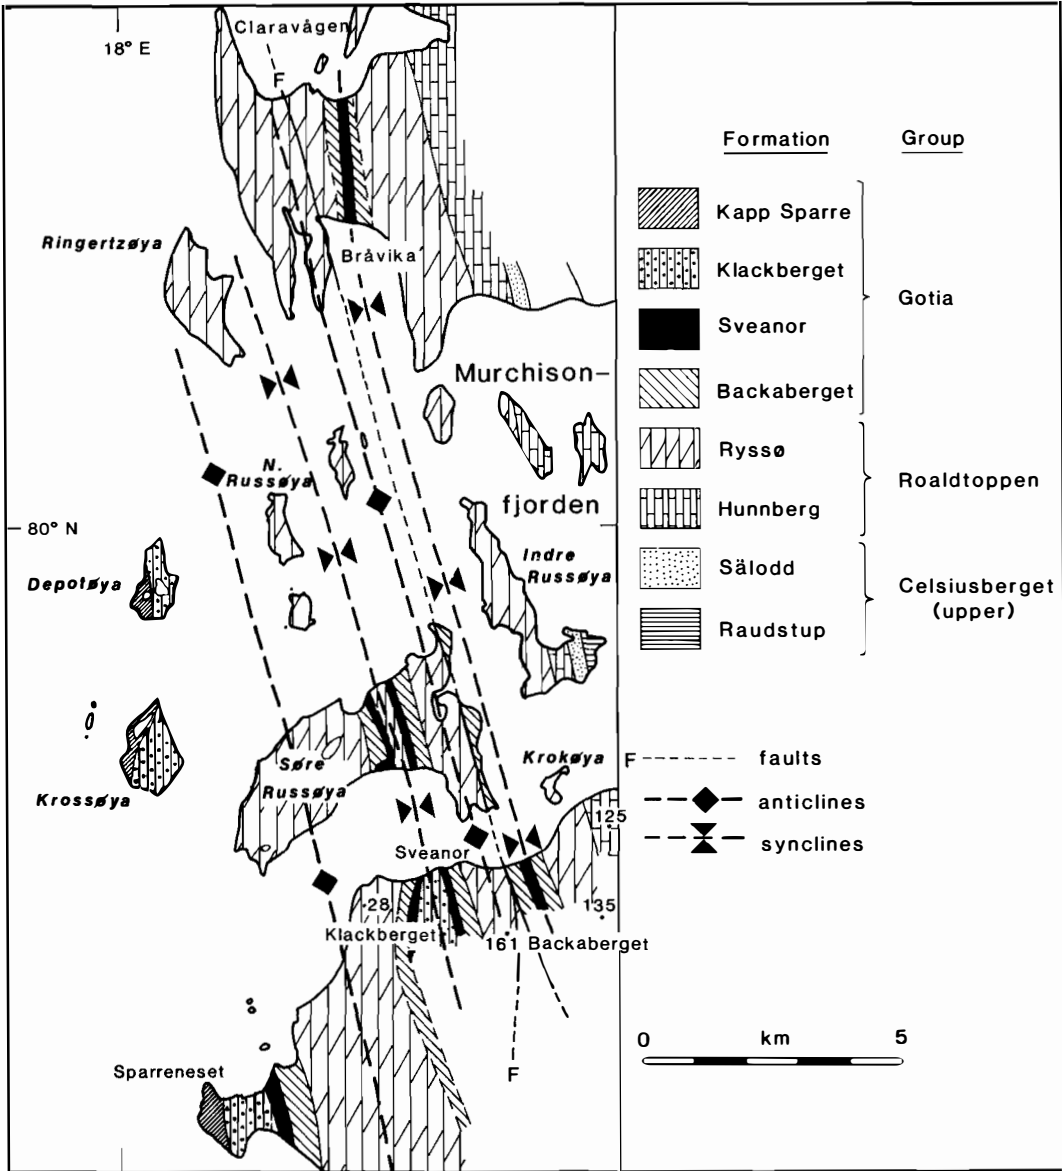 Claravågen
18° E
F
Formation
Group
Kapp Sparre
Ringertzøya
Bråvika
Klackberget
Gotia
Sveanor
Murchison–
Backaberget
Ryssø
N.
Russøya
Roaldtoppen
fjorden
Hunnberg
80° N
Indre
Russøya
Depotøya
Sälodd
Celsiusberget
(upper)
Raudstup
Søre
Russøya
Krokøya
Krossøya
F
faults
anticlines
125
synclines
Sveanor
28
135
Klackberget
161 Backaberget
0 km 5
Sparreneset
F